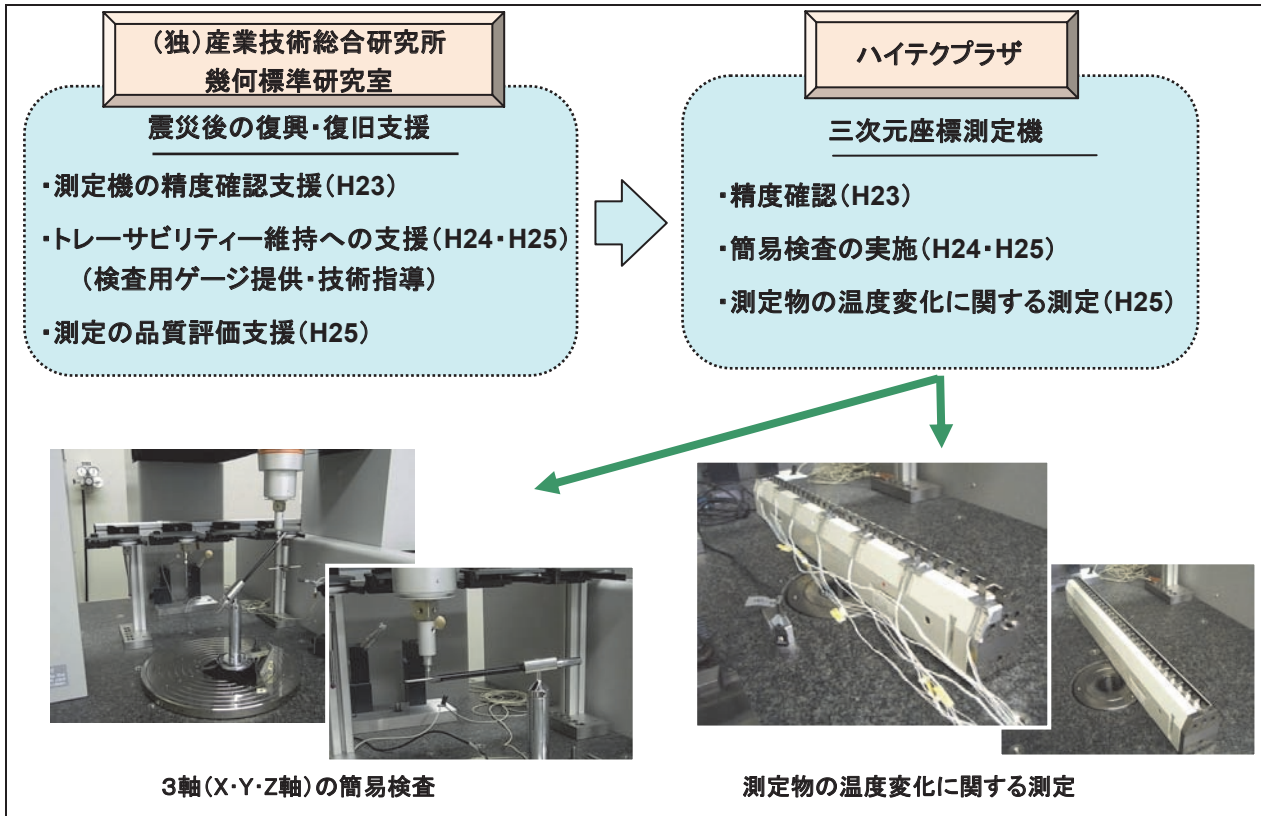 （独）産業技術総合研究所
幾何標準研究室
震災後の復興・復旧支援
・測定機の精度確認支援（H23）
・トレーサビリティー維持への支援（H24・H25）
（検査用ゲージ提供・技術指導）
・測定の品質評価支援（H25）
ハイテクプラザ
三次元座標測定機
・精度確認（H23）
・簡易検査の実施（H24・H25）
・測定物の温度変化に関する測定（H25）
3軸（X・Y・Z軸）の簡易検査
測定物の温度変化に関する測定